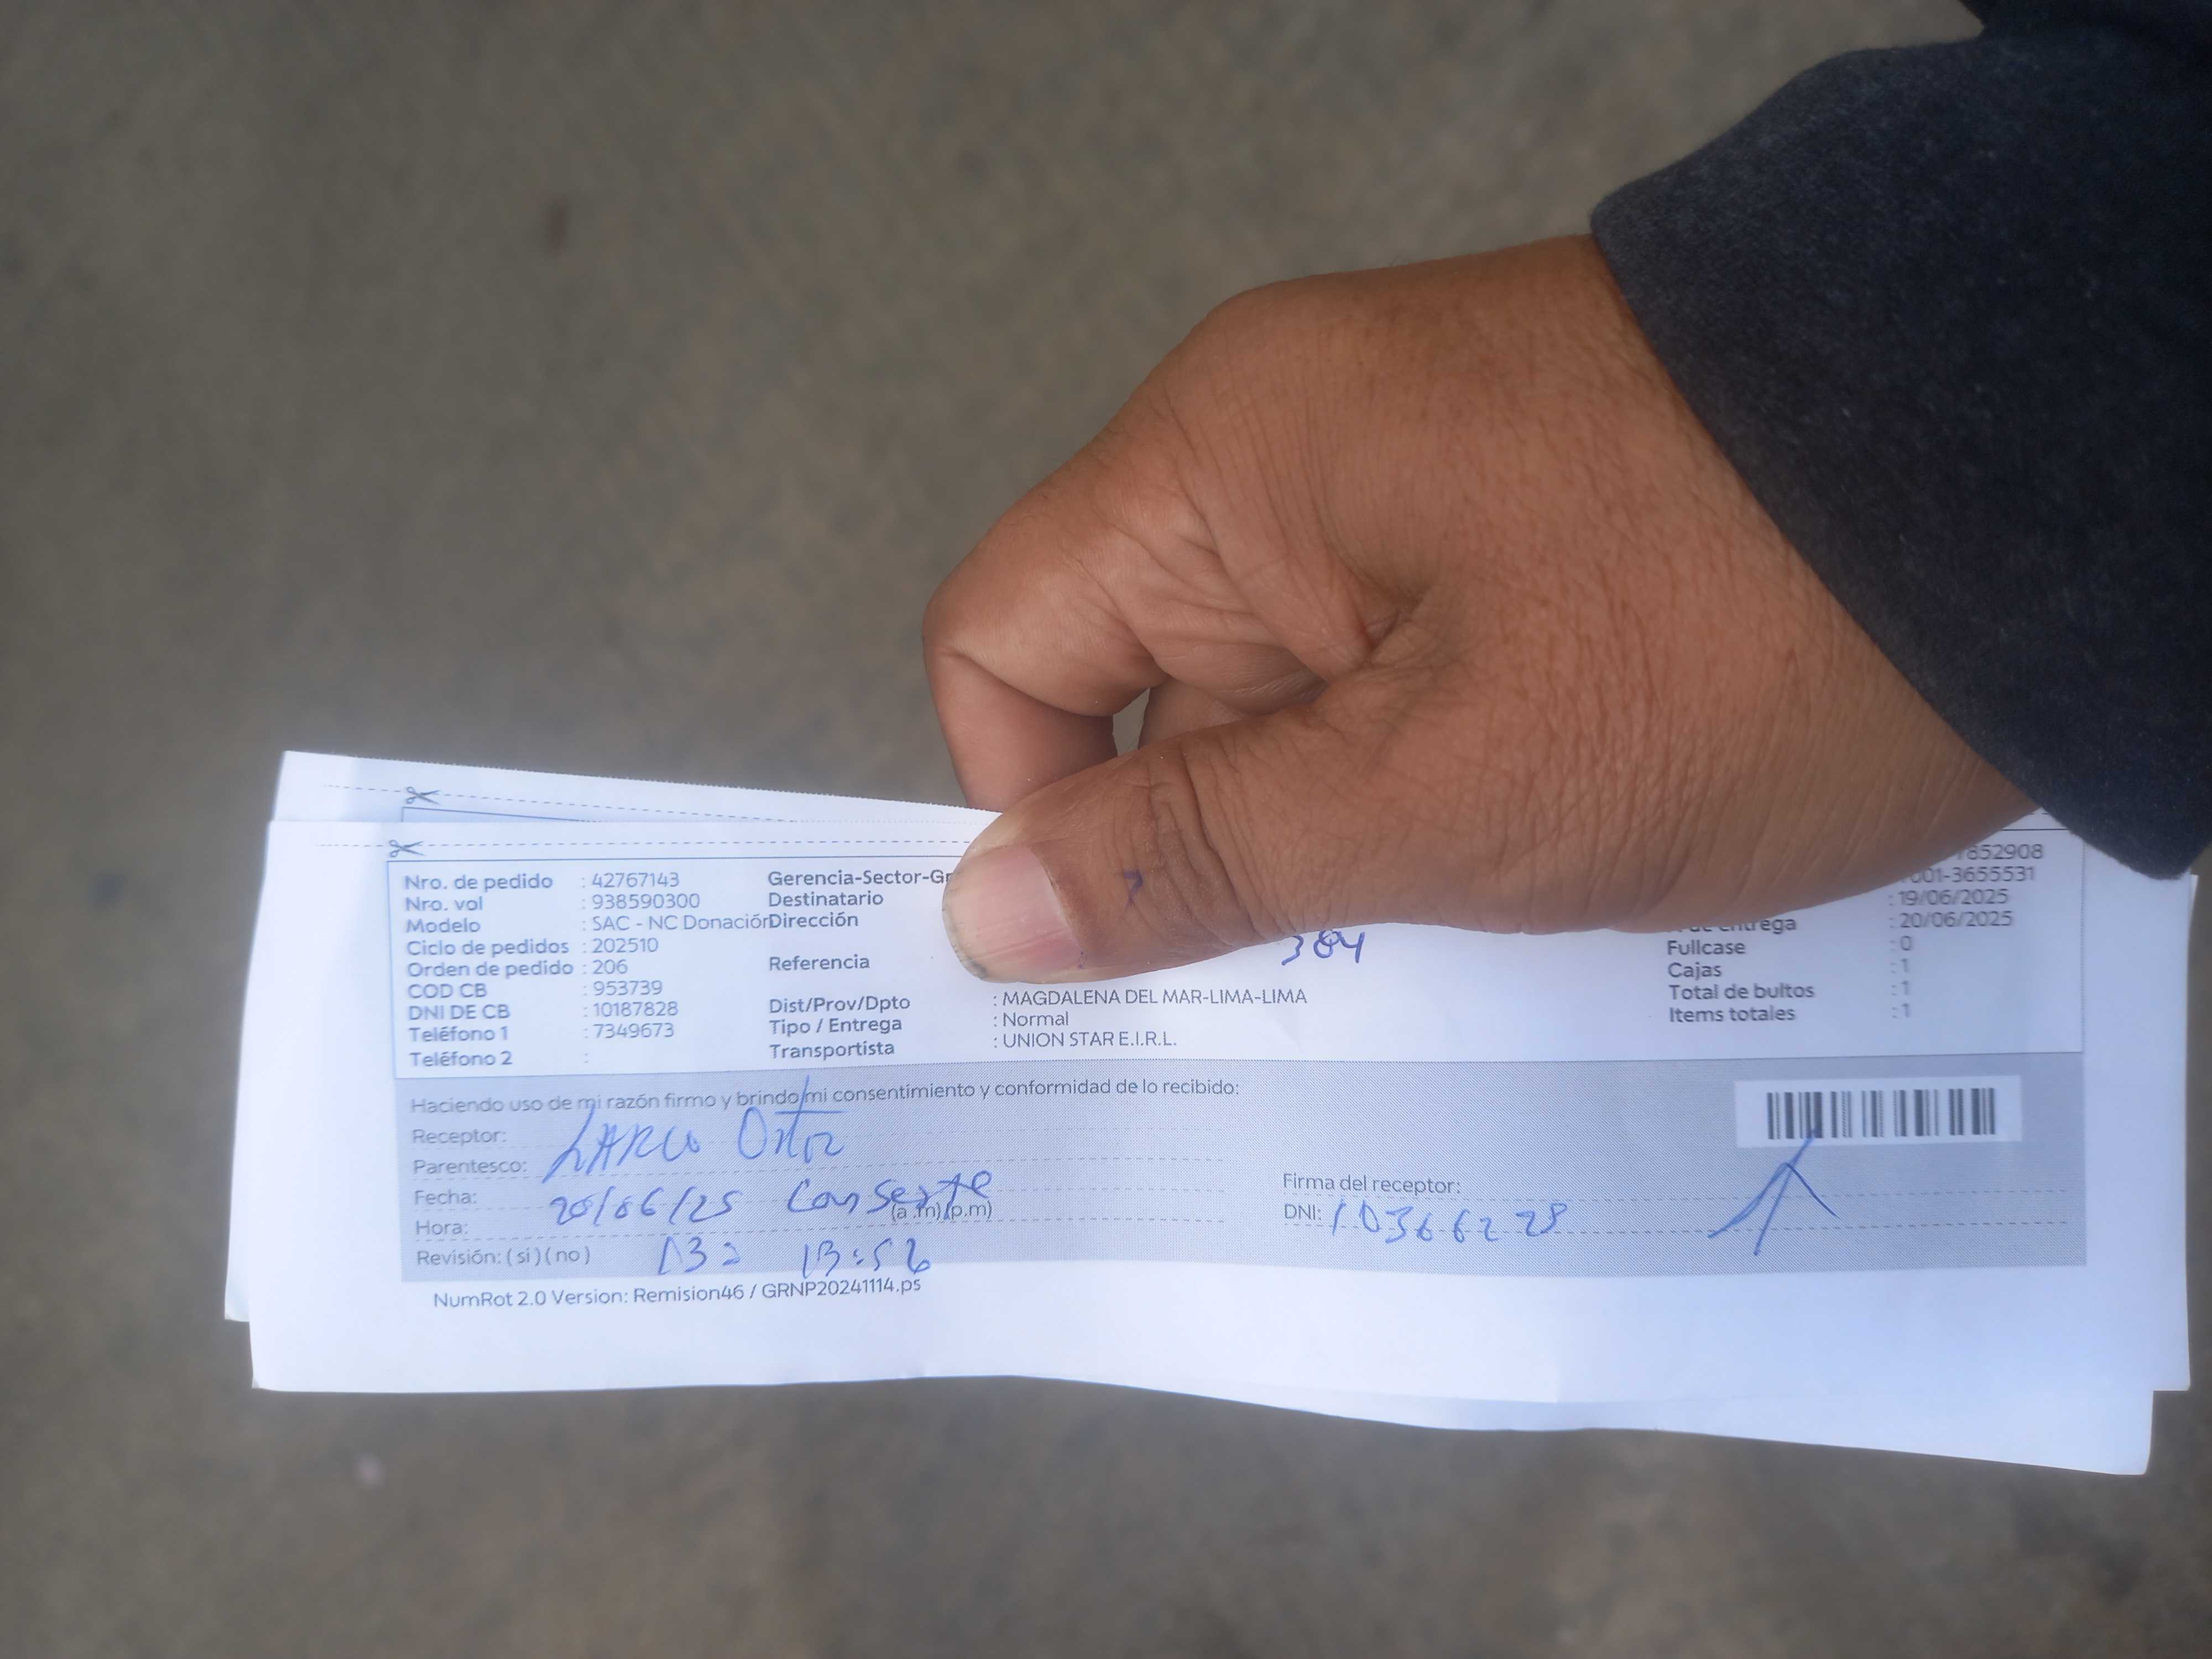 Nro. de pedido : 42767143
Nro. vol : 938590300
Modelo : SAC - NC Donación
Ciclo de pedidos : 202510
Orden de pedido : 206
COD CB : 953739
DNI DE CB : 10187828
Teléfono 1 : 7349673
Teléfono 2 :
Gerencia-Sector-
Destinatario
Dirección
384
Referencia
Dist/Prov/Dpto : MAGDALENA DEL MAR-LIMA-LIMA
Tipo / Entrega : Normal
Transportista : UNION STAR E.I.R.L.
852908
001-3655531
: 19/06/2025
: 20/06/2025
Fullcase : 0
Cajas : 1
Total de bultos : 1
Items totales : 1
Haciendo uso de mi razón firmo y brindo mi consentimiento y conformidad de lo recibido:
Receptor:
Parentesco:
Fecha: 20/06/25
Hora: (a .m) (p.m)
Revisión: ( si ) ( no ) 13:52
Firma del receptor:
DNI: 10366228
NumRot 2.0 Version: Remision46 / GRNP20241114.ps